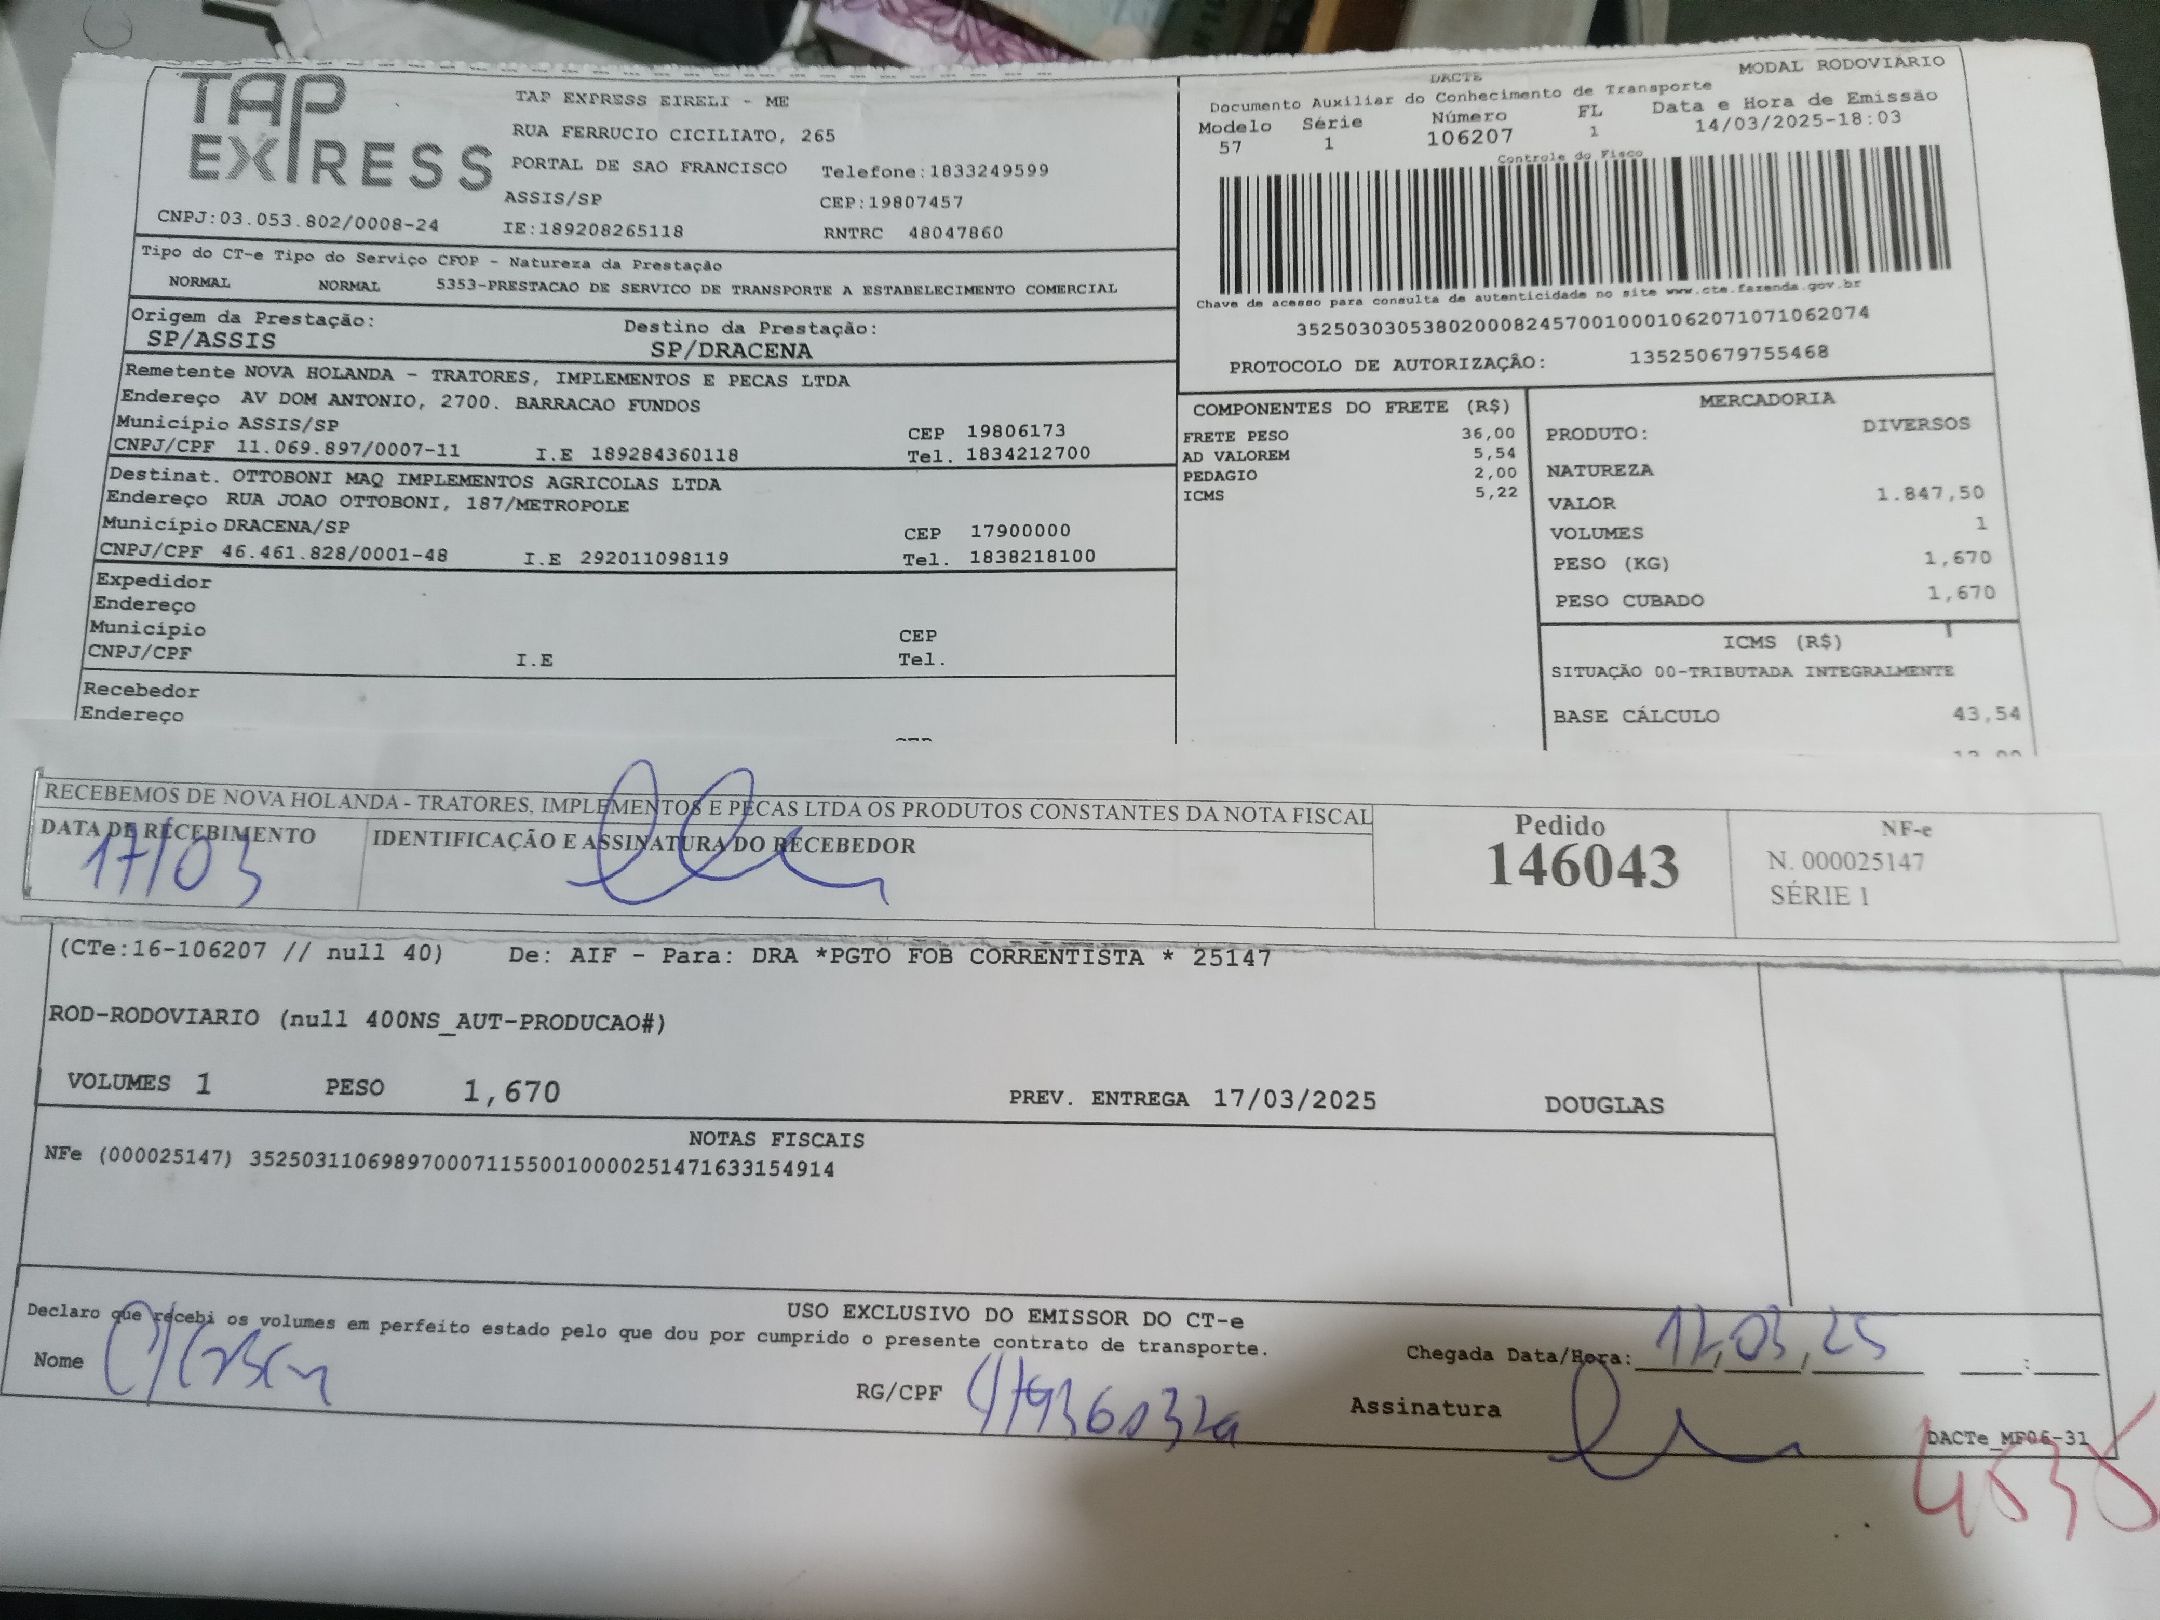 TAP EXPRESS
TAP EXPRESS EIRELI - ME
RUA FERRUCIO CICILIATO, 265
PORTAL DE SAO FRANCISCO Telefone:1833249599
ASSIS/SP CEP:19807457
CNPJ:03.053.802/0008-24 IE:189208265118 RNTRC 48047860
MODAL RODOVIÁRIO
DACTE
Documento Auxiliar do Conhecimento de Transporte
Modelo Série Número FL Data e Hora de Emissão
57 1 106207 1 14/03/2025-18:03
Controle do Fisco
Chave de acesso para consulta de autenticidade no site www.cte.fazenda.gov.br
35250303053802000824570010001062071071062074
PROTOCOLO DE AUTORIZAÇÃO: 135250679755468
Tipo do CT-e Tipo do Serviço CFOP - Natureza da Prestação
NORMAL NORMAL 5353-PRESTACAO DE SERVICO DE TRANSPORTE A ESTABELECIMENTO COMERCIAL
Origem da Prestação: Destino da Prestação:
SP/ASSIS SP/DRACENA
Remetente NOVA HOLANDA - TRATORES, IMPLEMENTOS E PECAS LTDA
Endereço AV DOM ANTONIO, 2700. BARRACAO FUNDOS
Município ASSIS/SP CEP 19806173
CNPJ/CPF 11.069.897/0007-11 I.E 189284360118 Tel. 1834212700
Destinat. OTTOBONI MAQ IMPLEMENTOS AGRICOLAS LTDA
Endereço RUA JOAO OTTOBONI, 187/METROPOLE
Município DRACENA/SP CEP 17900000
CNPJ/CPF 46.461.828/0001-48 I.E 292011098119 Tel. 1838218100
Expedidor
Endereço
Município CEP
CNPJ/CPF I.E Tel.
Recebedor
Endereço
COMPONENTES DO FRETE (R$)
FRETE PESO 36,00
AD VALOREM 5,54
PEDAGIO 2,00
ICMS 5,22
MERCADORIA
PRODUTO: DIVERSOS
NATUREZA
VALOR 1.847,50
VOLUMES 1
PESO (KG) 1,670
PESO CUBADO 1,670
ICMS (R$)
SITUAÇÃO 00-TRIBUTADA INTEGRALMENTE
BASE CÁLCULO 43,54
RECEBEMOS DE NOVA HOLANDA - TRATORES, IMPLEMENTOS E PECAS LTDA OS PRODUTOS CONSTANTES DA NOTA FISCAL
DATA DE RECEBIMENTO IDENTIFICAÇÃO E ASSINATURA DO RECEBEDOR
17/03
Pedido
146043
NF-e
N. 000025147
SÉRIE 1
(CTe:16-106207 // null 40) De: AIF - Para: DRA *PGTO FOB CORRENTISTA * 25147
ROD-RODOVIARIO (null 400NS_AUT-PRODUCAO#)
VOLUMES 1 PESO 1,670 PREV. ENTREGA 17/03/2025 DOUGLAS
NOTAS FISCAIS
NFe (000025147) 35250311069897000711550010000251471633154914
USO EXCLUSIVO DO EMISSOR DO CT-e
Declaro que recebi os volumes em perfeito estado pelo que dou por cumprido o presente contrato de transporte.
Nome RG/CPF
Chegada Data/Hora: 17,03,25 :
Assinatura
DACTe_MF06-31